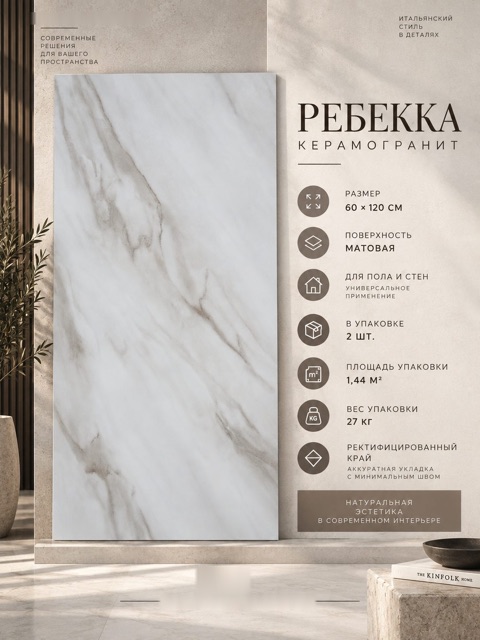 СОВРЕМЕННЫЕ
РЕШЕНИЯ
ДЛЯ ВАШЕГО
ПРОСТРАНСТВА
ИТАЛЬЯНСКИЙ
СТИЛЬ
В ДЕТАЛЯХ
РЕБЕККА
КЕРАМОГРАНИТ
РАЗМЕР
60 × 120 СМ
ПОВЕРХНОСТЬ
МАТОВАЯ
ДЛЯ ПОЛА И СТЕН
УНИВЕРСАЛЬНОЕ
ПРИМЕНЕНИЕ
В УПАКОВКЕ
2 ШТ.
m²
ПЛОЩАДЬ УПАКОВКИ
1,44 М²
KG
ВЕС УПАКОВКИ
27 КГ
РЕКТИФИЦИРОВАННЫЙ
КРАЙ
АККУРАТНАЯ УКЛАДКА
С МИНИМАЛЬНЫМ ШВОМ
НАТУРАЛЬНАЯ
ЭСТЕТИКА
В СОВРЕМЕННОМ ИНТЕРЬЕРЕ
THE KINFOLK HOME